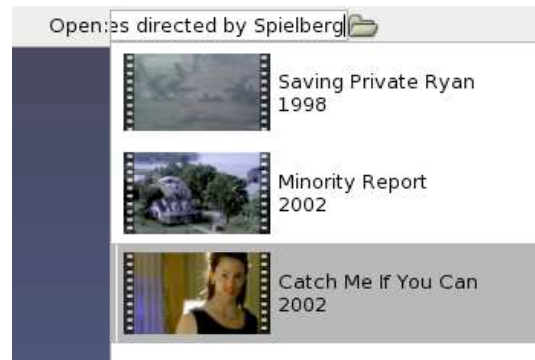 Open: es directed by Spielberg
Saving Private Ryan
1998
Minority Report
2002
Catch Me If You Can
2002